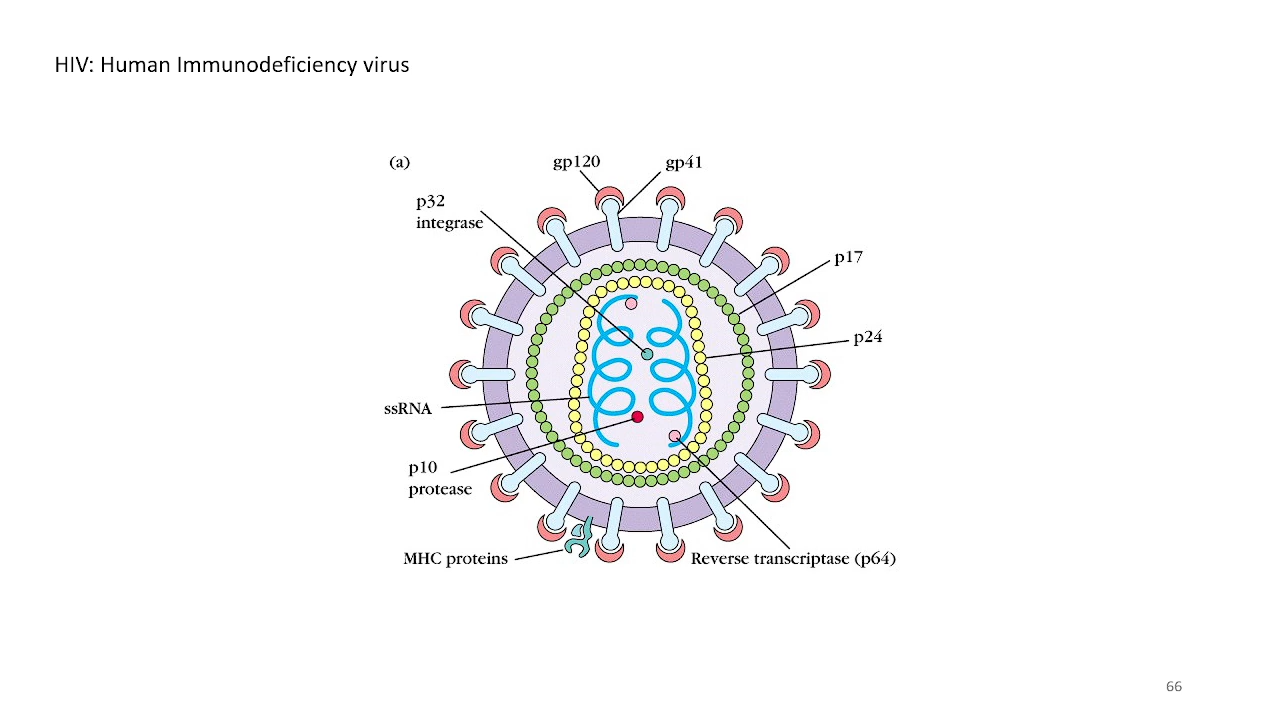 HIV: Human Immunodeficiency virus
(a)
gp120
gp41
p32
integrase
p17
p24
ssRNA
p10
protease
MHC proteins
Reverse transcriptase (p64)
66